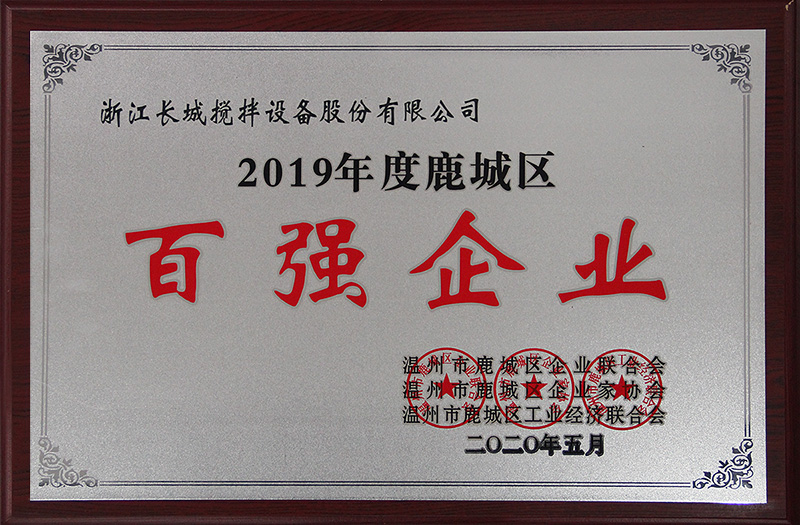 浙江长城搅拌设备股份有限公司
2019年度鹿城区
百强企业
温州市鹿城区企业联合会
温州市鹿城区企业家协会
温州市鹿城区工业经济联合会
二〇二〇年五月